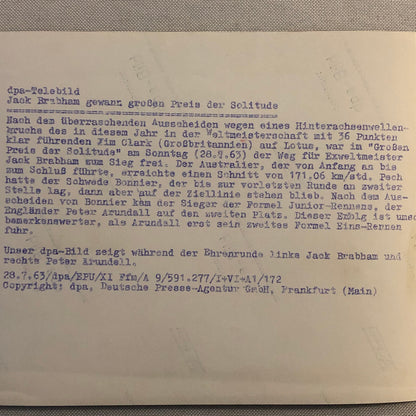 dpa-Telebild
Jack Brabham gewann großen Preis der Solitude
=============================================
Nach dem überraschenden Ausscheiden wegen eines Hinterachsenwellen-
bruchs des in diesem Jahr in der Weltmeisterschaft mit 36 Punkten
klar führenden Jim Clark (Großbritannien) auf Lotus, war im "Großen
Preis der Solitude" am Sonntag (28.7.63) der Weg für Exweltmeister
Jack Brabham zum Sieg frei. Der Australier, der von Anfang an bis
zum Schluß führte, erreichte einen Schnitt von 171,06 km/std. Pech
hatte der Schwede Bonnier, der bis zur vorletzten Runde an zweiter
Stelle lag, dann aber auf der Ziellinie stehen blieb. Nach dem Aus-
scheiden von Bonnier kam der Sieger der Formel Junior-Rennens, der
Engländer Peter Arundall auf den zweiten Platz. Dieser Erfolg ist umso
bemerkenswerter, als Arundall erst sein zweites Formel Eins-Rennen
fuhr.
Unser dpa-Bild zeigt während der Ehrenrunde links Jack Brabham und
rechts Peter Arundell.
28.7.63/dpa/EPU/XI Ffm/A 9/591.277/I+VI+A1/172
Copyright: dpa, Deutsche Presse-Agentur GmbH, Frankfurt (Main)